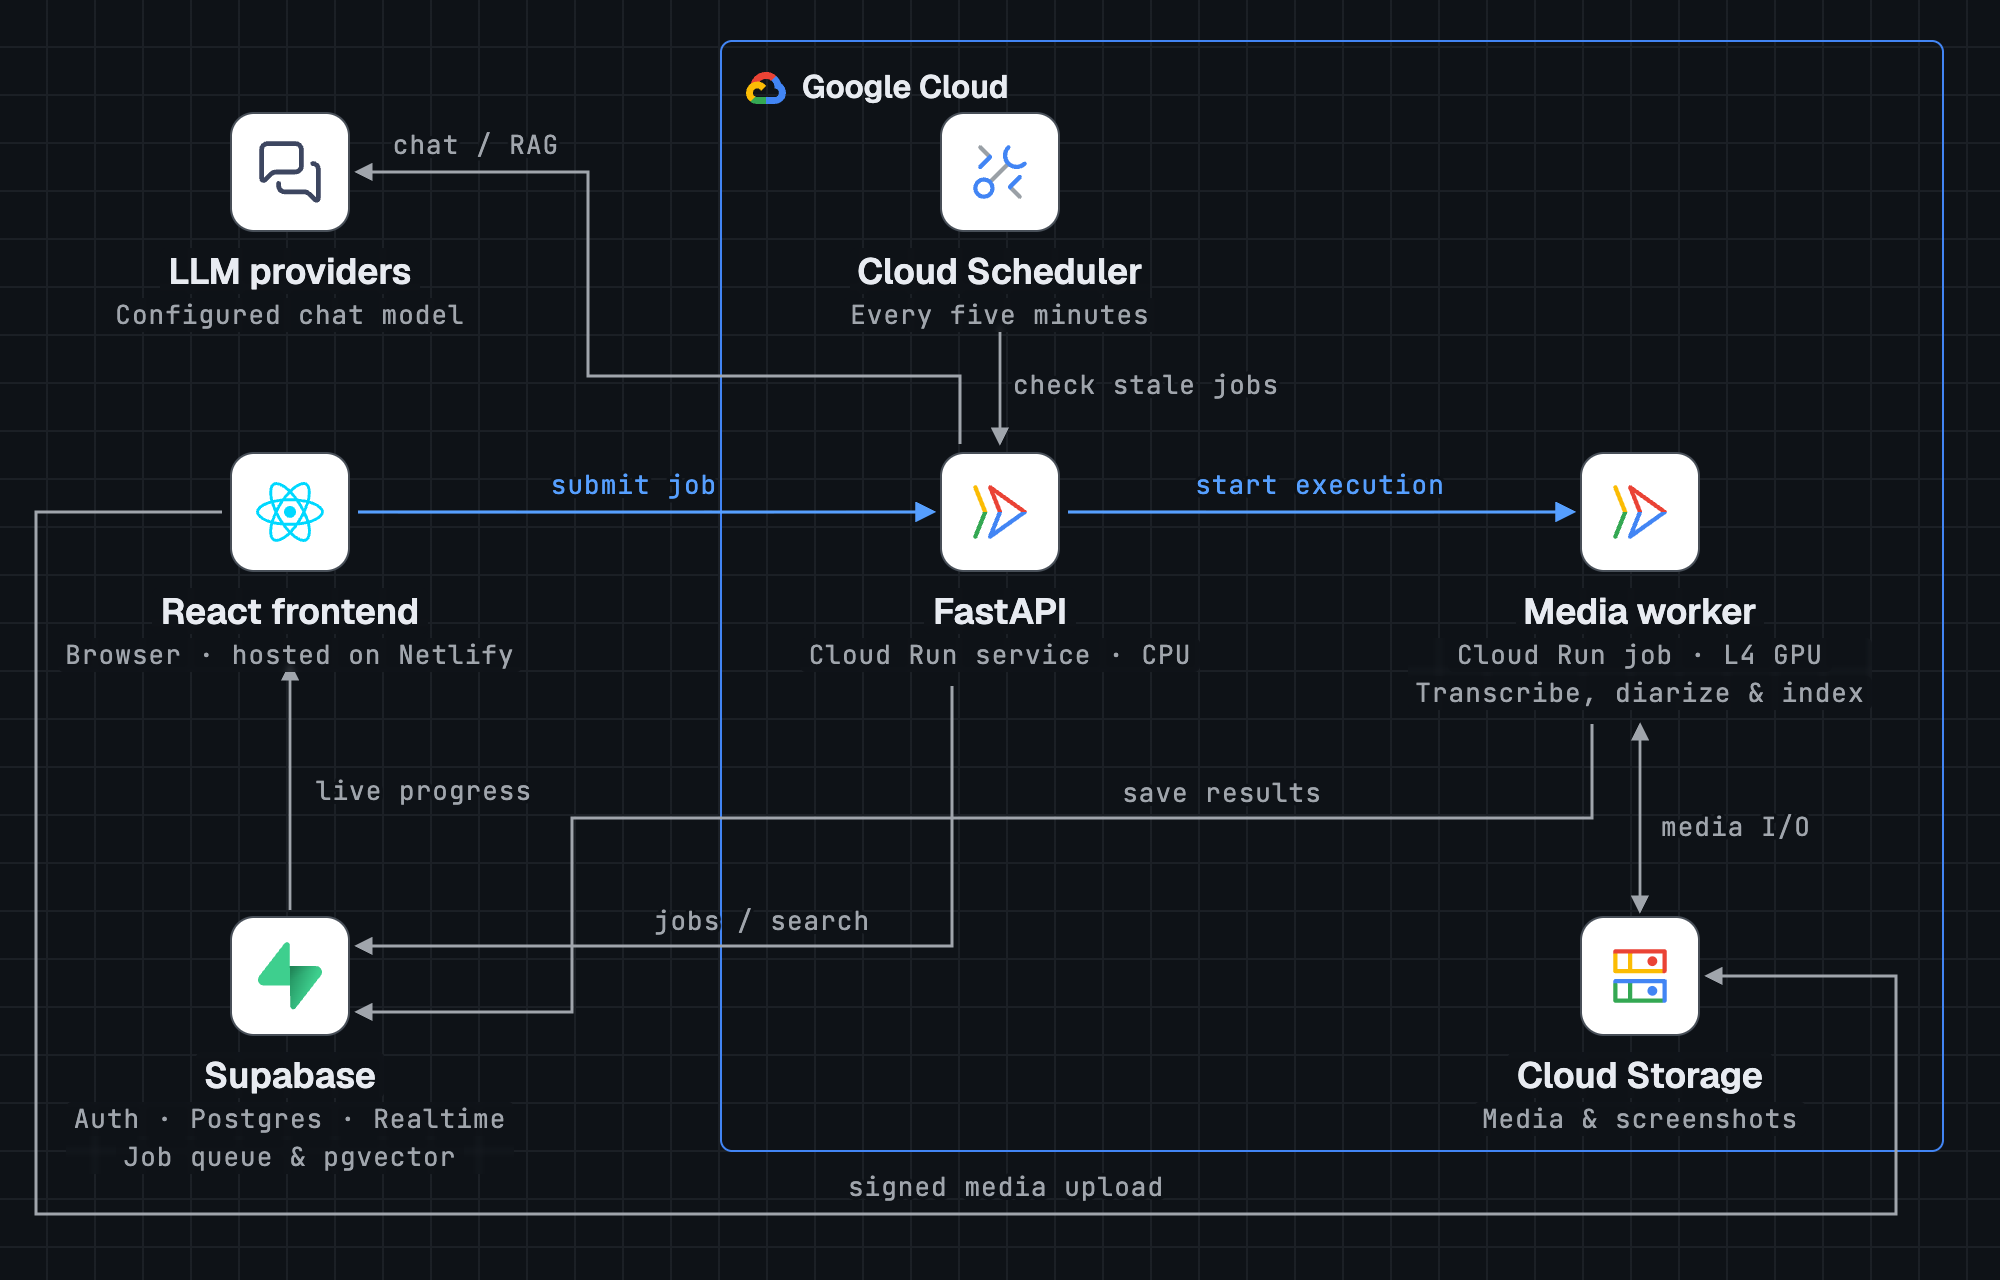 Google Cloud
chat / RAG
LLM providers
Configured chat model
Cloud Scheduler
Every five minutes
check stale jobs
submit job
start execution
React frontend
Browser · hosted on Netlify
FastAPI
Cloud Run service · CPU
Media worker
Cloud Run job · L4 GPU
Transcribe, diarize & index
live progress
save results
media I/O
jobs / search
Supabase
Auth · Postgres · Realtime
Job queue & pgvector
Cloud Storage
Media & screenshots
signed media upload